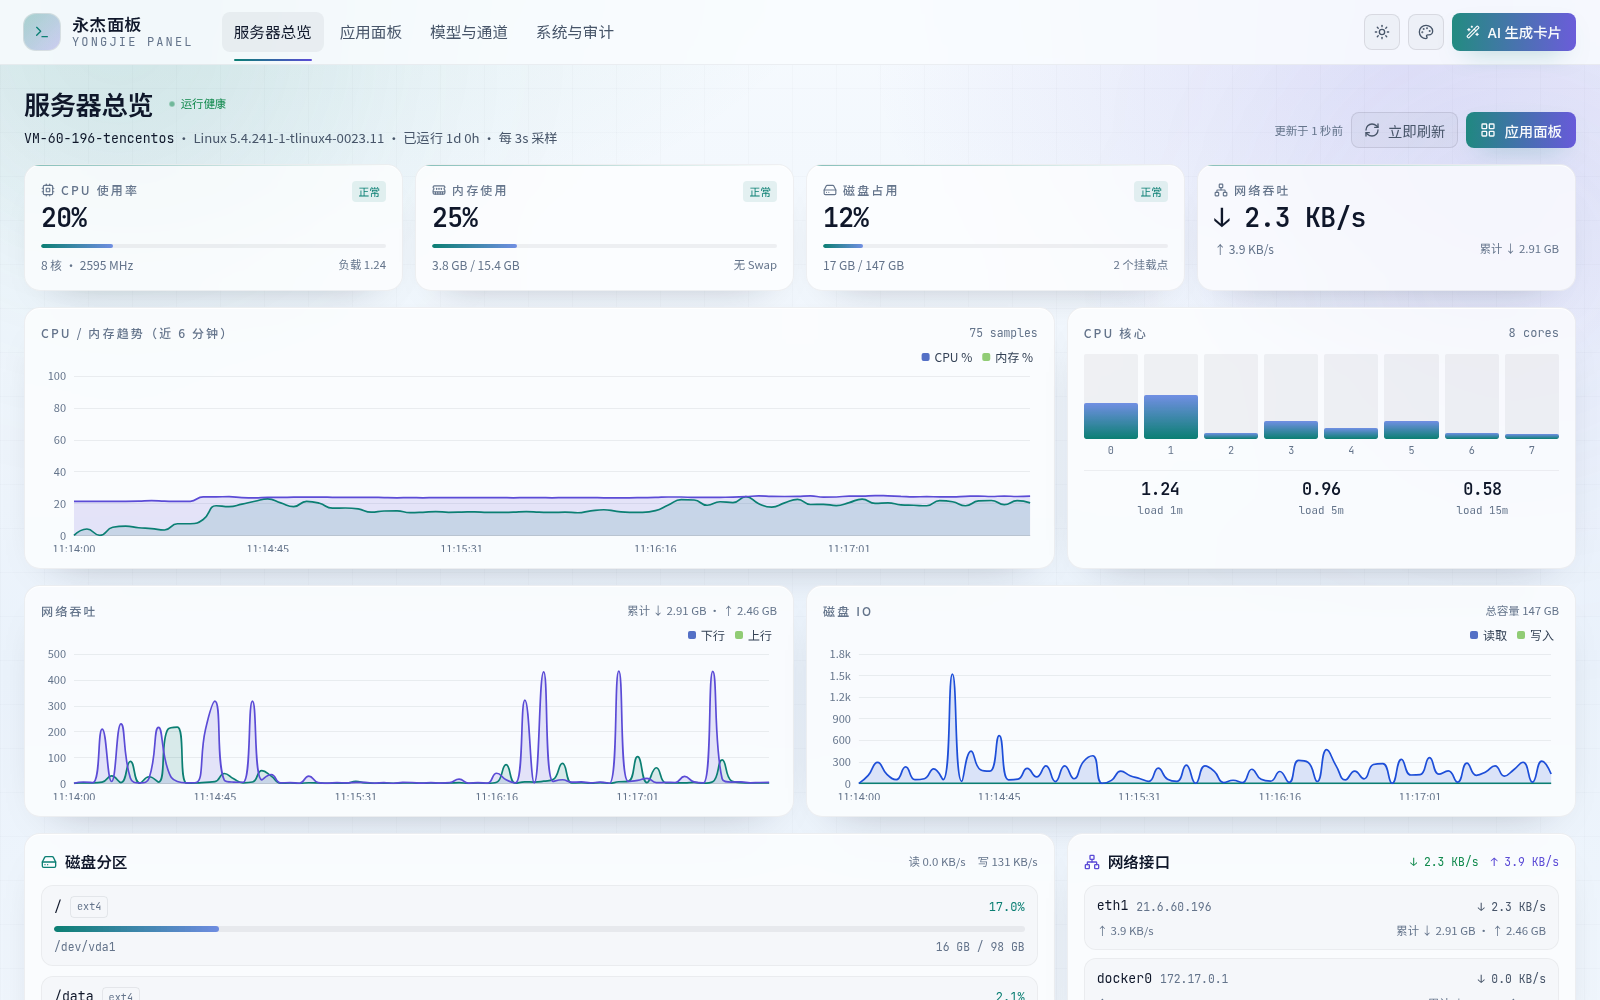 永杰面板
YONGJIE PANEL
服务器总览 应用面板 模型与通道 系统与审计
AI 生成卡片
服务器总览 运行健康
VM-60-196-tencentos • Linux 5.4.241-1-tlinux4-0023.11 • 已运行 1d 0h • 每 3s 采样
更新于 1 秒前 立即刷新 应用面板
CPU 使用率 正常
20%
8 核 • 2595 MHz 负载 1.24
内存使用 正常
25%
3.8 GB / 15.4 GB 无 Swap
磁盘占用 正常
12%
17 GB / 147 GB 2 个挂载点
网络吞吐
↓ 2.3 KB/s
↑ 3.9 KB/s 累计 ↓ 2.91 GB
CPU / 内存趋势（近 6 分钟） 75 samples
CPU % 内存 %
100
80
60
40
20
0
11:14:00 11:14:45 11:15:31 11:16:16 11:17:01
CPU 核心 8 cores
0 1 2 3 4 5 6 7
1.24 0.96 0.58
load 1m load 5m load 15m
网络吞吐 累计 ↓ 2.91 GB • ↑ 2.46 GB
下行 上行
500
400
300
200
100
0
11:14:00 11:14:45 11:15:31 11:16:16 11:17:01
磁盘 IO 总容量 147 GB
读取 写入
1.8k
1.5k
1.2k
900
600
300
0
11:14:00 11:14:45 11:15:31 11:16:16 11:17:01
磁盘分区 读 0.0 KB/s 写 131 KB/s
/ ext4 17.0%
/dev/vda1 16 GB / 98 GB
/data ext4 2.1%
网络接口 ↓ 2.3 KB/s ↑ 3.9 KB/s
eth1 21.6.60.196 ↓ 2.3 KB/s
↑ 3.9 KB/s 累计 ↓ 2.91 GB • ↑ 2.46 GB
docker0 172.17.0.1 ↓ 0.0 KB/s